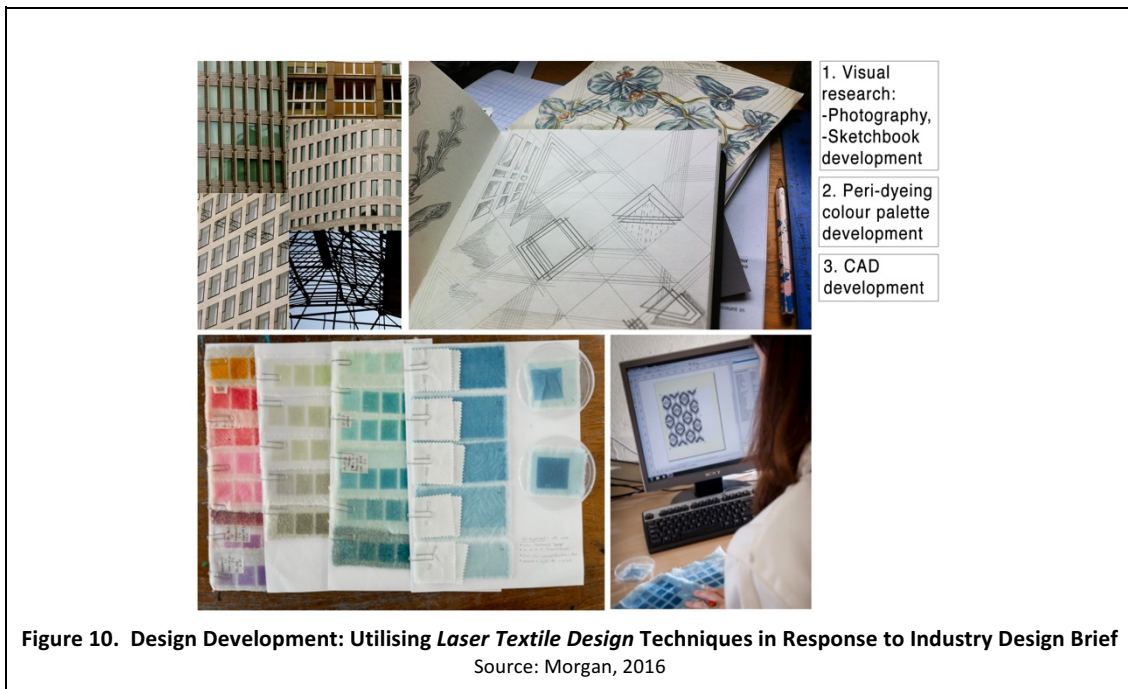 1. Visual
research:
-Photography,
-Sketchbook
development
2. Peri-dyeing
colour palette
development
3. CAD
development
Figure 10.  Design Development: Utilising Laser Textile Design Techniques in Response to Industry Design Brief
Source: Morgan, 2016